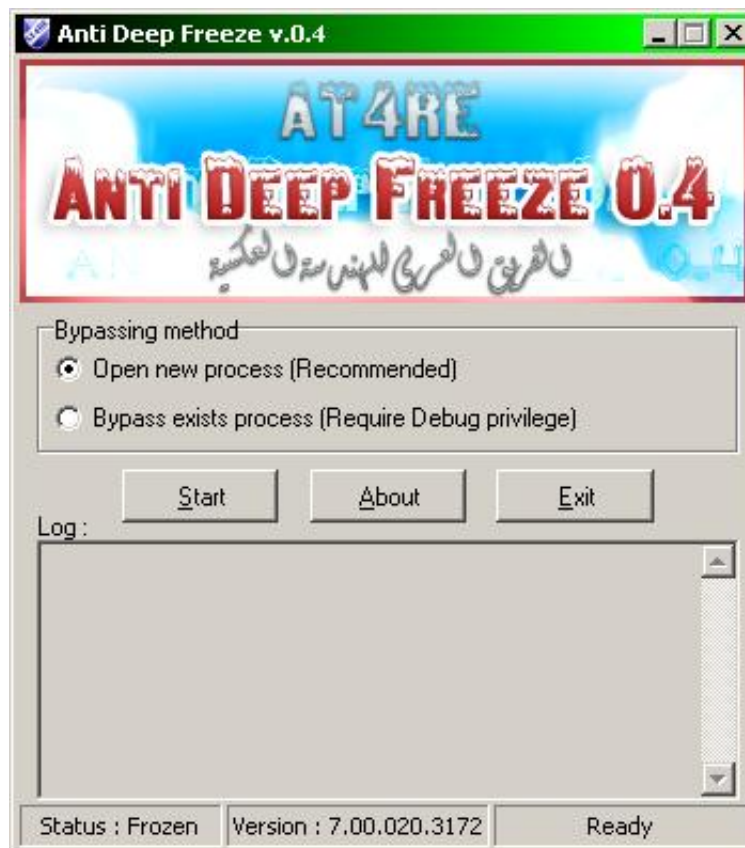 Anti Deep Freeze v.0.4
AT4RE
ANTI DEEP FREEZE 0.4
الفريق العربي للهندسة العكسية
Bypassing method
Open new process (Recommended)
Bypass exists process (Require Debug privilege)
Start
About
Exit
Log :
Status : Frozen
Version : 7.00.020.3172
Ready